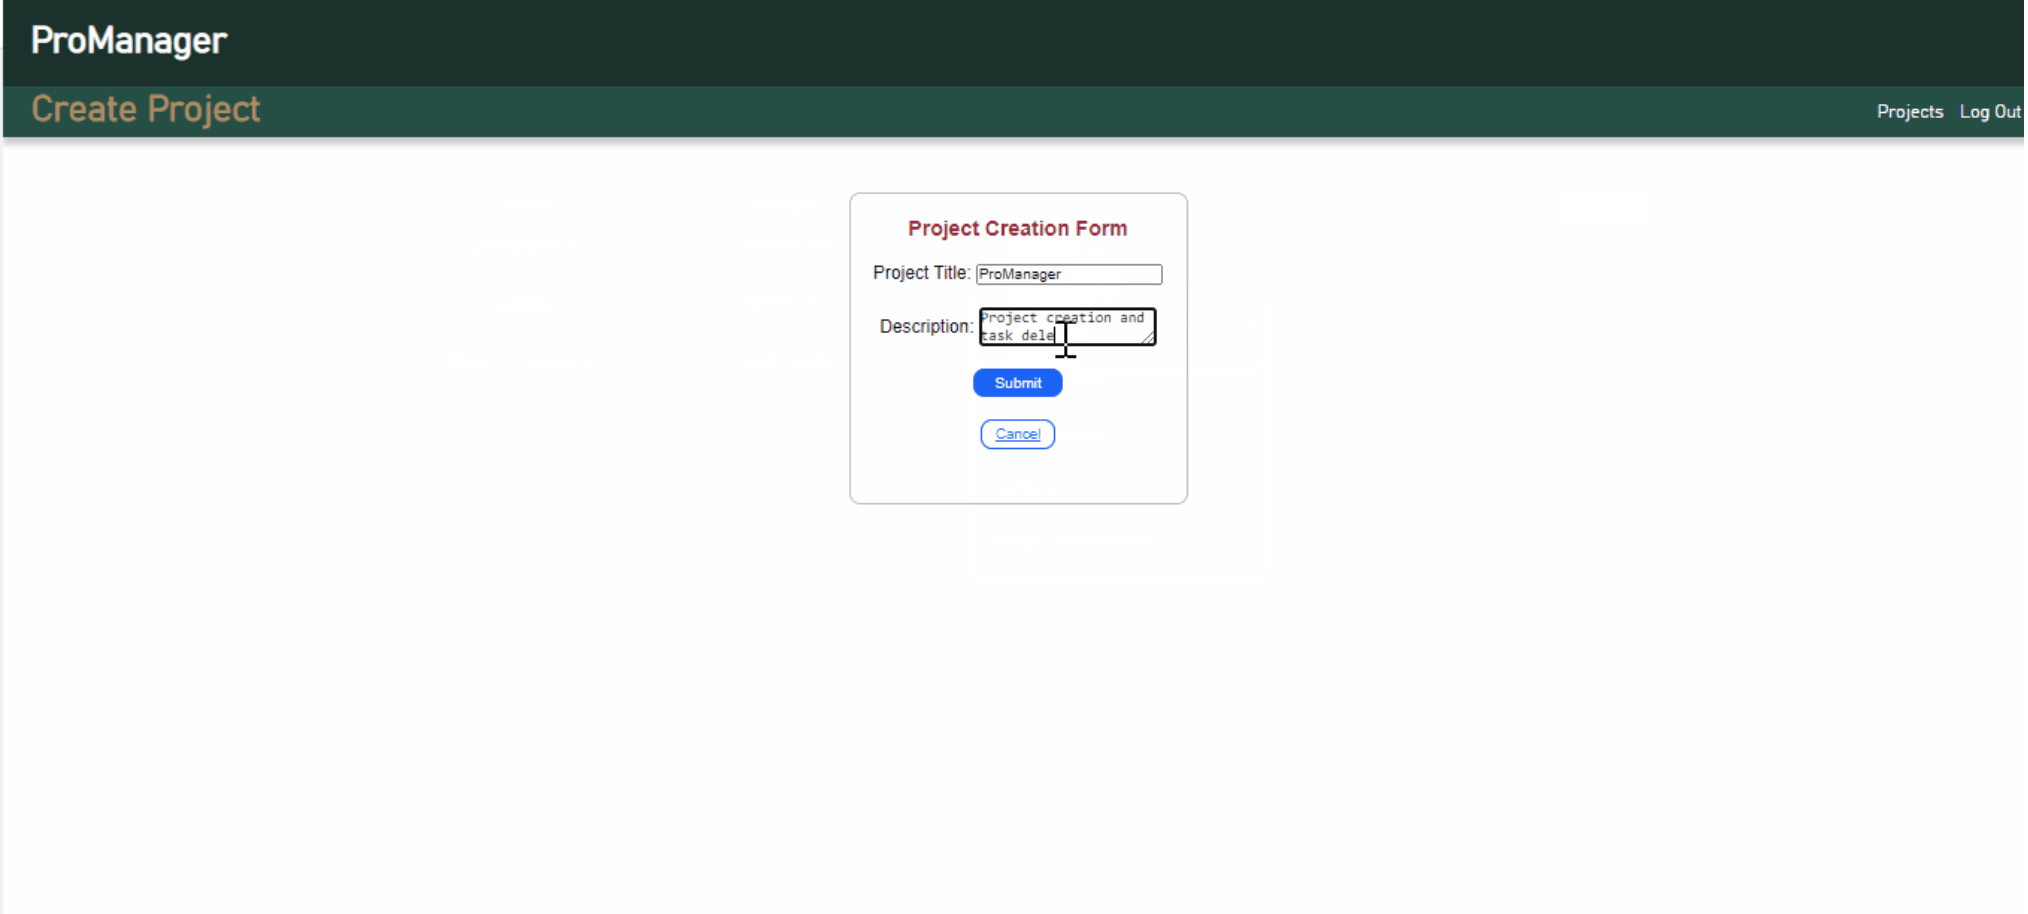 ProManager
Create Project
Projects Log Out
Project Creation Form
Project Title: ProManager
Description: Project creation and
task dele
Submit
Cancel